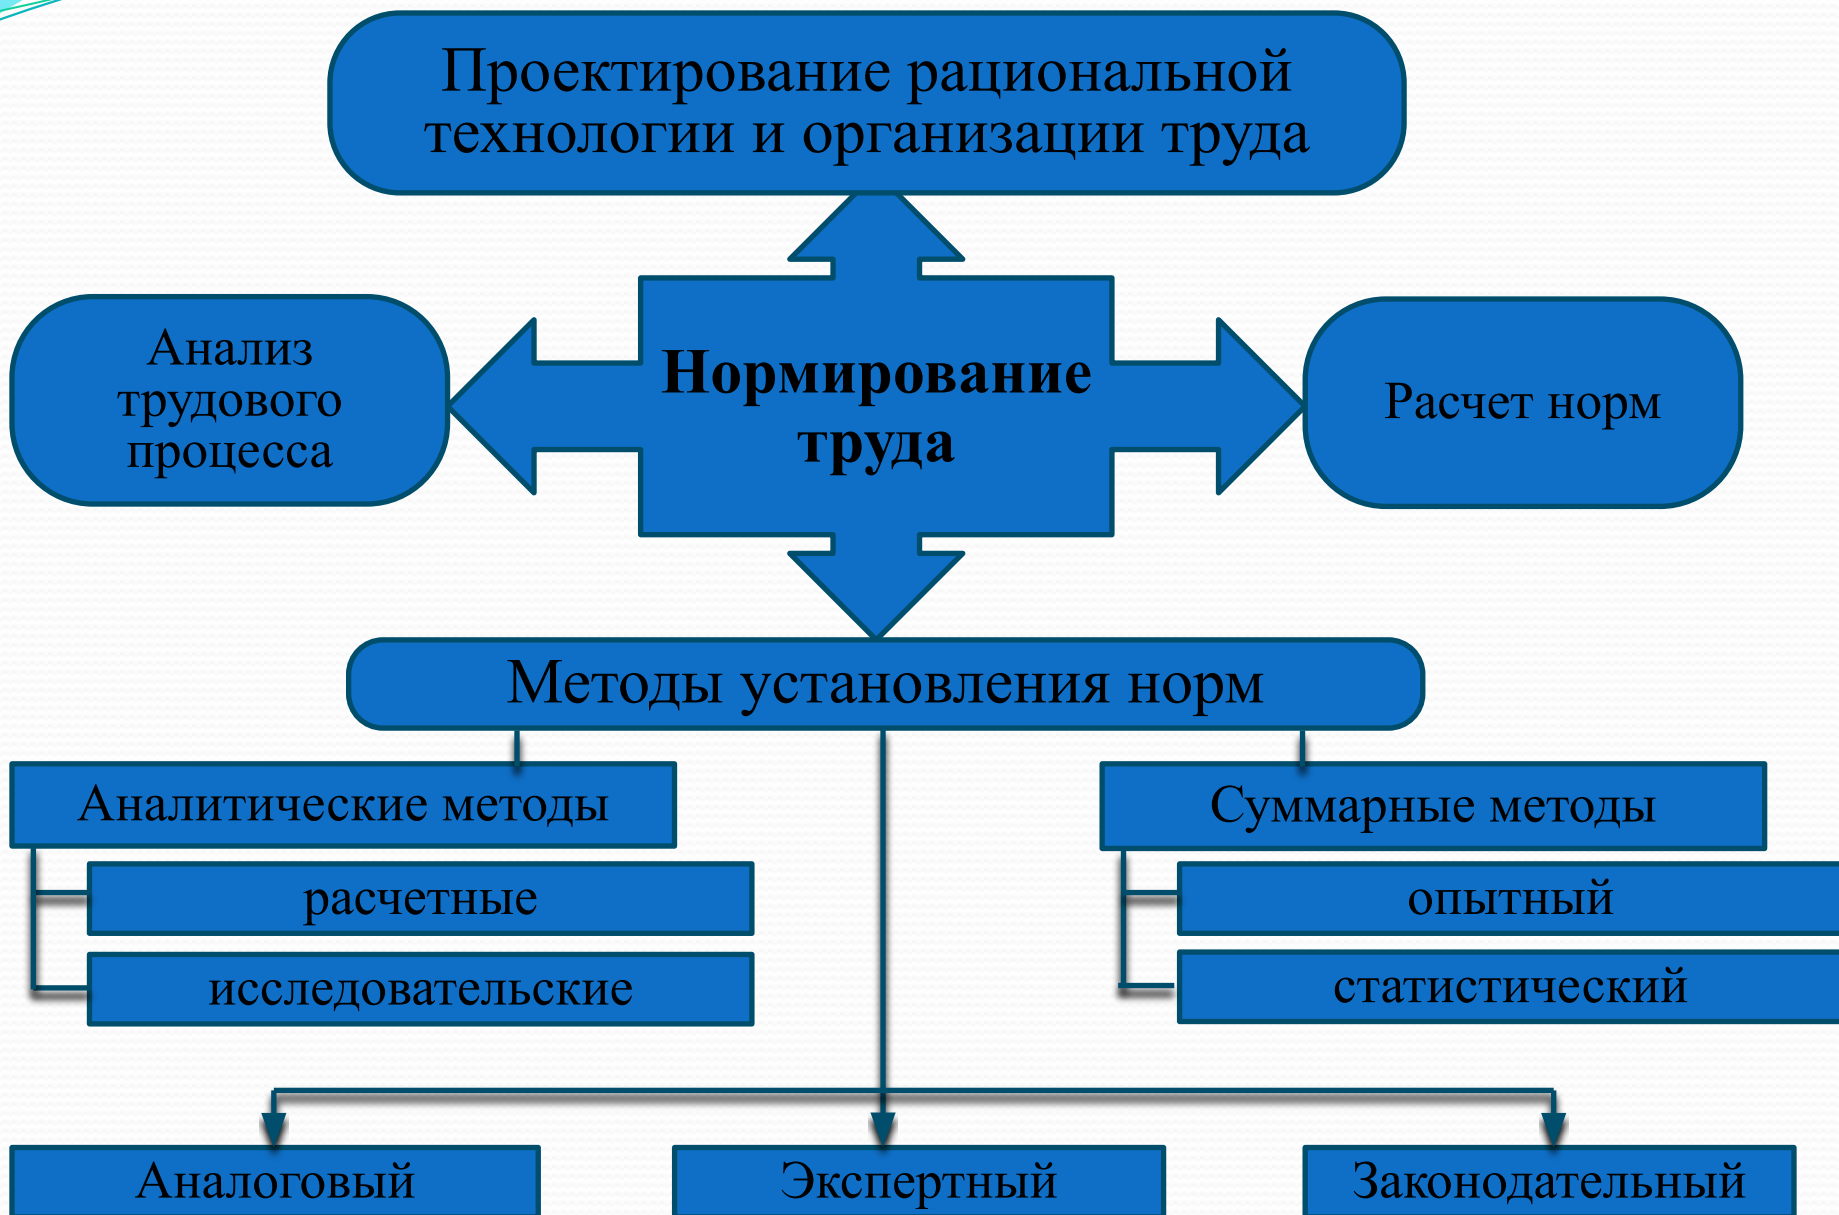 Проектирование рациональной
технологии и организации труда
Анализ
трудового
процесса
Нормирование
труда
Расчет норм
Методы установления норм
Аналитические методы
расчетные
исследовательские
Суммарные методы
опытный
статистический
Аналоговый
Экспертный
Законодательный